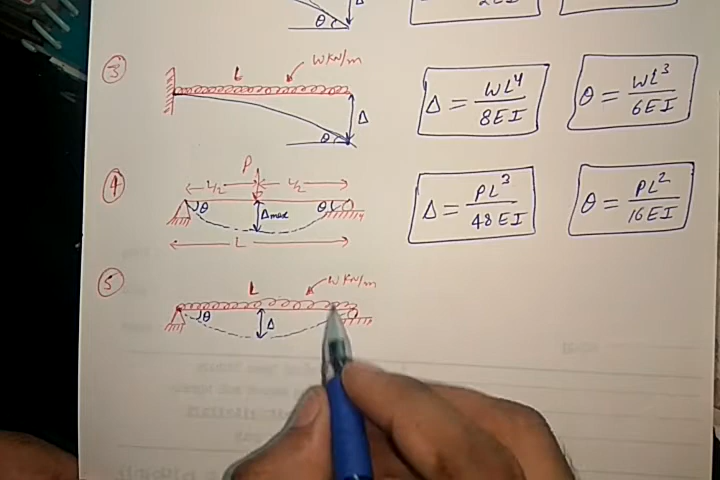 θ Δ 2EI
③ L W KN/m Δ = WL⁴/8EI θ = WL³/6EI
Δ
θ
④ P
L/2 L/2 Δ = PL³/48EI θ = PL²/16EI
θ Δmax θ
L
⑤ L W KN/m
θ Δ